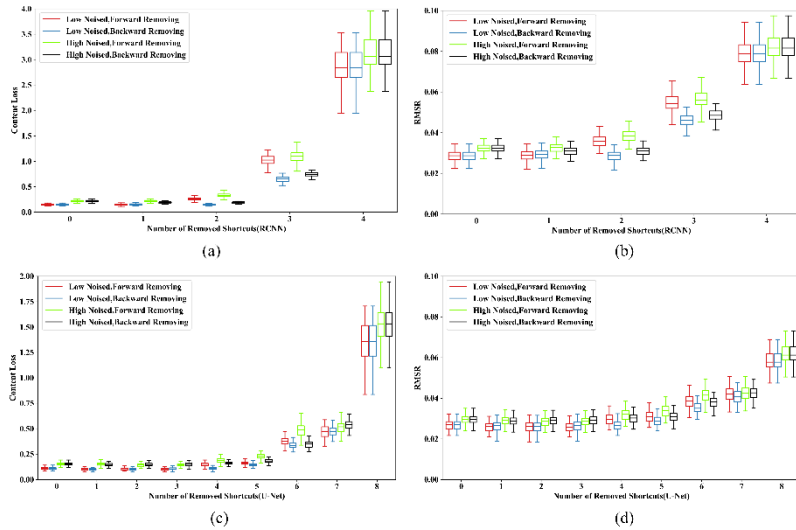 Low Noised,Forward Removing
Low Noised,Backward Removing
High Noised,Forward Removing
High Noised,Backward Removing
4.0
3.5
3.0
2.5
2.0
1.5
1.0
0.5
0.0
Content Loss
0 1 2 3 4
Number of Removed Shortcuts(RCNN)
(a)
Low Noised,Forward Removing
Low Noised,Backward Removing
High Noised,Forward Removing
High Noised,Backward Removing
0.10
0.08
0.06
0.04
0.02
0.00
RMSR
0 1 2 3 4
Number of Removed Shortcuts(RCNN)
(b)
Low Noised,Forward Removing
Low Noised,Backward Removing
High Noised,Forward Removing
High Noised,Backward Removing
2.00
1.75
1.50
1.25
1.00
0.75
0.50
0.25
0.00
Content Loss
0 1 2 3 4 5 6 7 8
Number of Removed Shortcuts(U-Net)
(c)
Low Noised,Forward Removing
Low Noised,Backward Removing
High Noised,Forward Removing
High Noised,Backward Removing
0.10
0.08
0.06
0.04
0.02
0.00
RMSR
0 1 2 3 4 5 6 7 8
Number of Removed Shortcuts(U-Net)
(d)